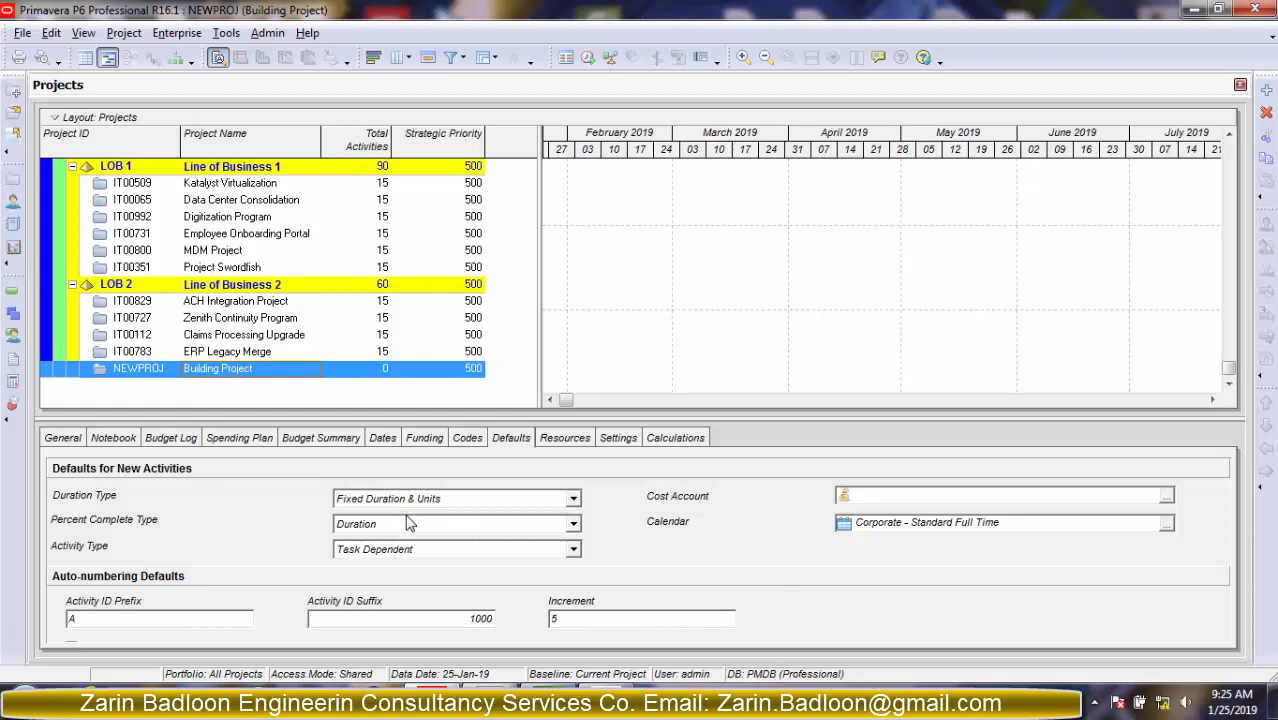 Primavera P6 Professional R16.1 : NEWPROJ (Building Project)
File Edit View Project Enterprise Tools Admin Help
Projects
Layout: Projects
Project ID Project Name Total Activities Strategic Priority February 2019 March 2019 April 2019 May 2019 June 2019 July 2019
27 03 10 17 24 03 10 17 24 31 07 14 21 28 05 12 19 26 02 09 16 23 30 07 14 21
LOB 1 Line of Business 1 90 500
IT00509 Katalyst Virtualization 15 500
IT00065 Data Center Consolidation 15 500
IT00992 Digitization Program 15 500
IT00731 Employee Onboarding Portal 15 500
IT00800 MDM Project 15 500
IT00351 Project Swordfish 15 500
LOB 2 Line of Business 2 60 500
IT00829 ACH Integration Project 15 500
IT00727 Zenith Continuity Program 15 500
IT00112 Claims Processing Upgrade 15 500
IT00783 ERP Legacy Merge 15 500
NEWPROJ Building Project 0 500
General Notebook Budget Log Spending Plan Budget Summary Dates Funding Codes Defaults Resources Settings Calculations
Defaults for New Activities
Duration Type Fixed Duration & Units Cost Account
Percent Complete Type Duration Calendar Corporate - Standard Full Time
Activity Type Task Dependent
Auto-numbering Defaults
Activity ID Prefix Activity ID Suffix Increment
A 1000 5
Portfolio: All Projects Access Mode: Shared Data Date: 25-Jan-19 Baseline: Current Project User: admin DB: PMDB (Professional)
Zarin Badloon Engineerin Consultancy Services Co. Email: Zarin.Badloon@gmail.com
9:25 AM
1/25/2019